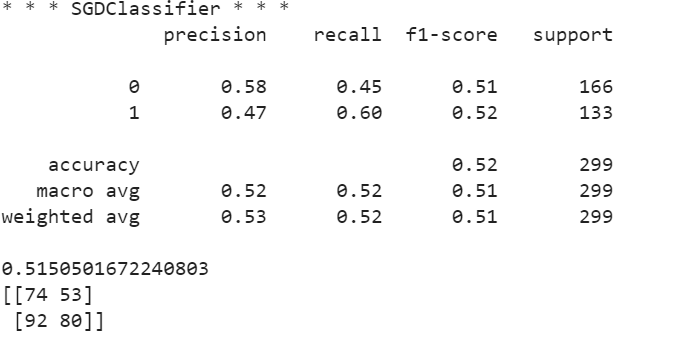 * * * SGDClassifier * * *
              precision    recall  f1-score   support

           0       0.58      0.45      0.51       166
           1       0.47      0.60      0.52       133

    accuracy                           0.52       299
   macro avg       0.52      0.52      0.51       299
weighted avg       0.53      0.52      0.51       299

0.5150501672240803
[[74 53]
 [92 80]]